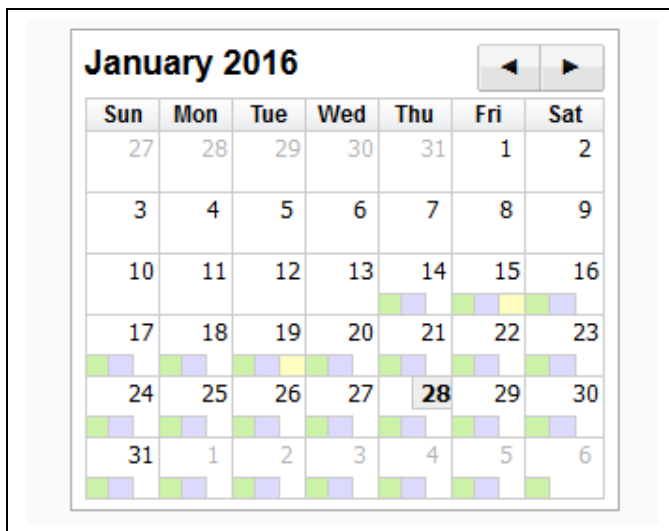 January 2016
◄ ►
Sun Mon Tue Wed Thu Fri Sat
27 28 29 30 31 1 2
3 4 5 6 7 8 9
10 11 12 13 14 15 16
17 18 19 20 21 22 23
24 25 26 27 28 29 30
31 1 2 3 4 5 6